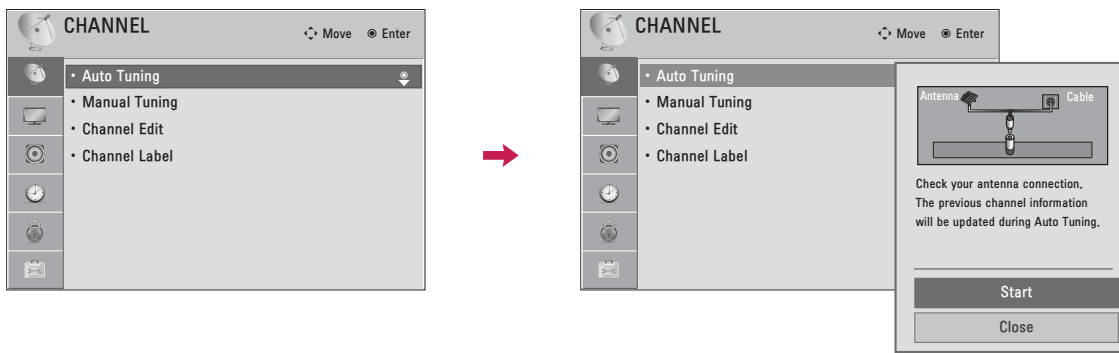 CHANNEL
Move Enter
• Auto Tuning
• Manual Tuning
• Channel Edit
• Channel Label
CHANNEL
Move Enter
• Auto Tuning
• Manual Tuning
• Channel Edit
• Channel Label
Antenna Cable
Check your antenna connection.
The previous channel information
will be updated during Auto Tuning.
Start
Close